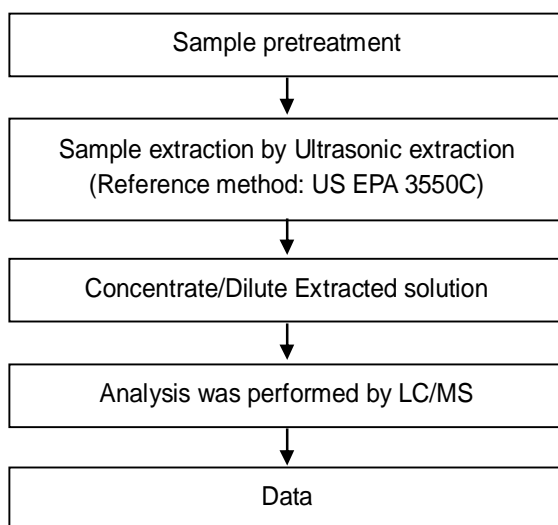 Sample pretreatment
Sample extraction by Ultrasonic extraction
(Reference method: US EPA 3550C)
Concentrate/Dilute Extracted solution
Analysis was performed by LC/MS
Data